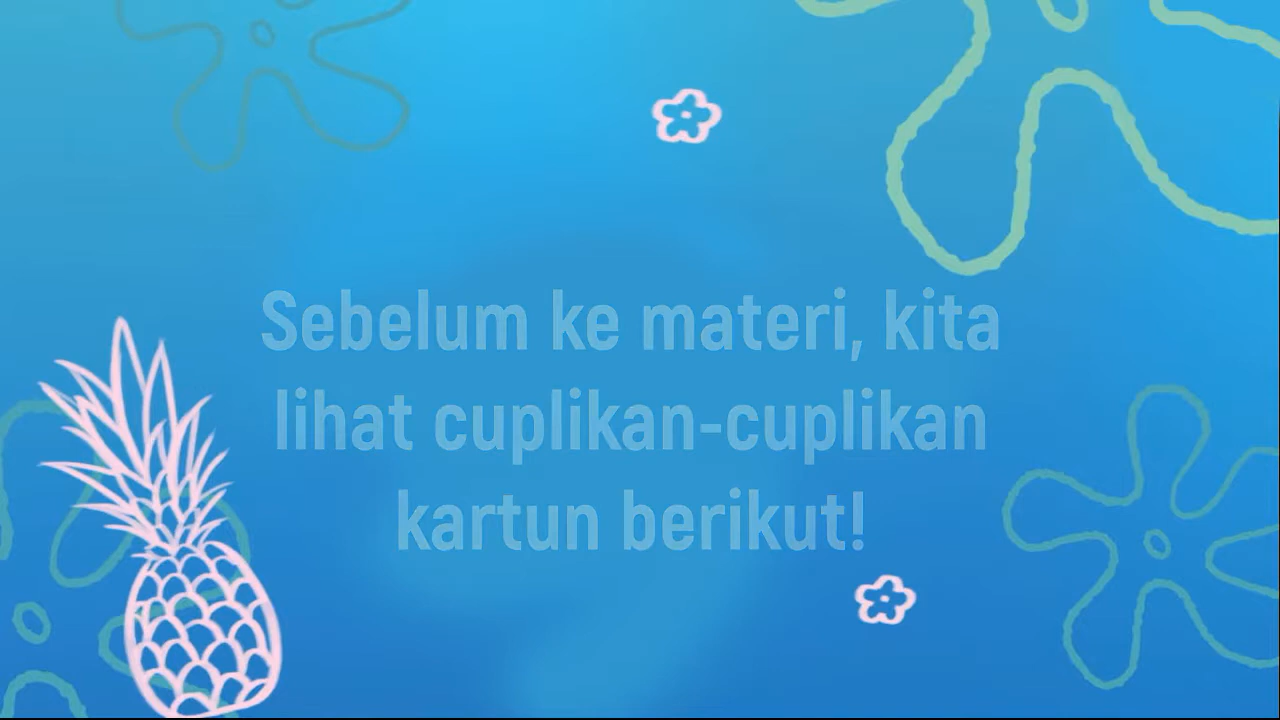 Sebelum ke materi, kita
lihat cuplikan-cuplikan
kartun berikut!